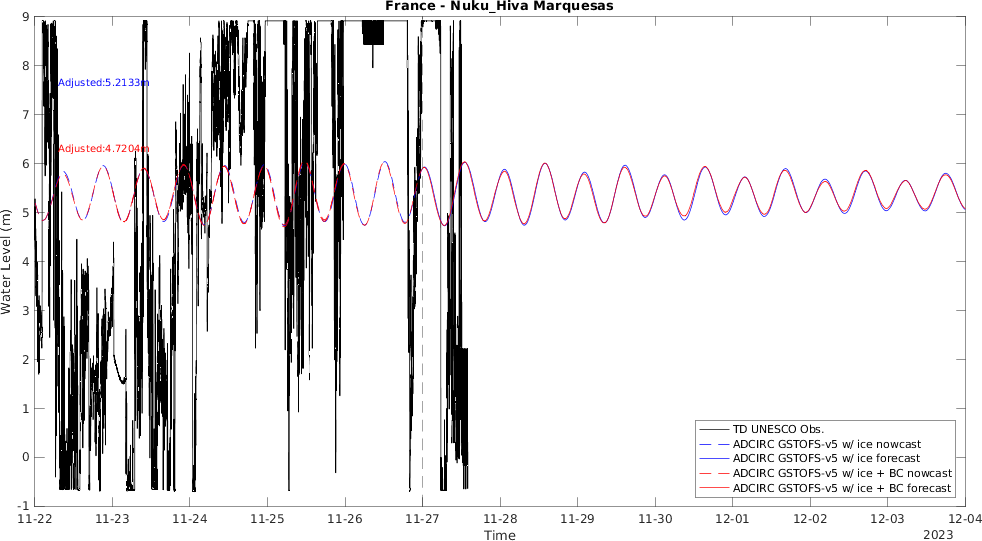 France - Nuku_Hiva Marquesas
9
8
Adjusted:5.2133m
7
Adjusted:4.7204m
6
5
Water Level (m)
4
3
2
1
0
-1
TD UNESCO Obs.
ADCIRC GSTOFS-v5 w/ ice nowcast
ADCIRC GSTOFS-v5 w/ ice forecast
ADCIRC GSTOFS-v5 w/ ice + BC nowcast
ADCIRC GSTOFS-v5 w/ ice + BC forecast
11-22 11-23 11-24 11-25 11-26 11-27 11-28 11-29 11-30 12-01 12-02 12-03 12-04
Time
2023